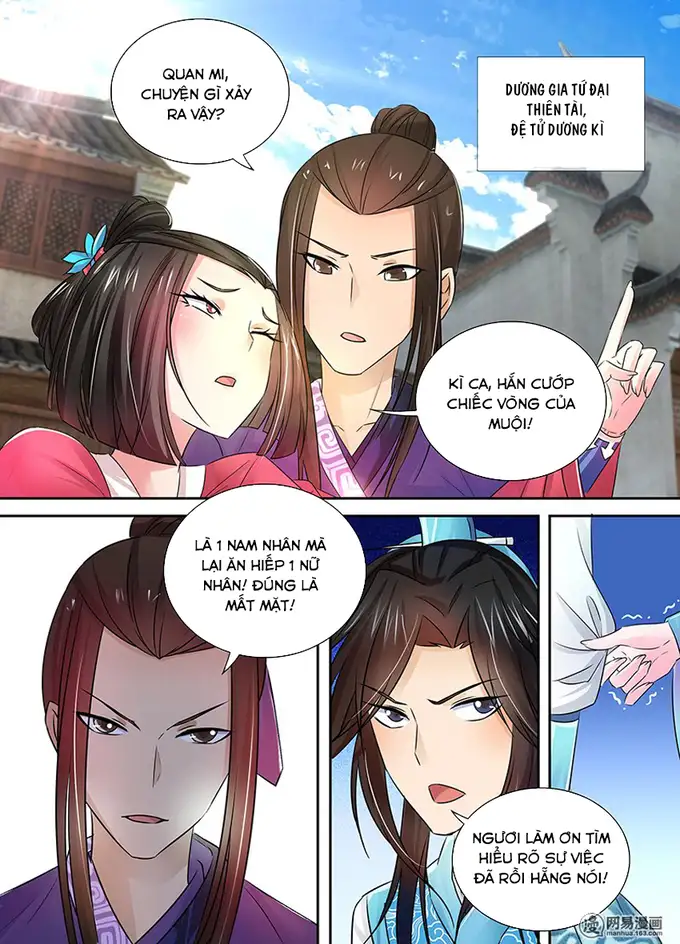 QUAN MI,
CHUYỆN GÌ XẢY
RA VẬY?
DƯƠNG GIA TỨ ĐẠI
THIÊN TÀI,
ĐỆ TỬ DƯƠNG KÌ
KÌ CA, HẮN CƯỚP
CHIẾC VÒNG CỦA
MUỘI!
LÀ 1 NAM NHÂN MÀ
LẠI ĂN HIẾP 1 NỮ
NHÂN! ĐÚNG LÀ
MẤT MẶT!
NGƯƠI LÀM ƠN TÌM
HIỂU RÕ SỰ VIỆC
ĐÃ RỒI HẴNG NÓI!
网易漫画
manhua.163.com